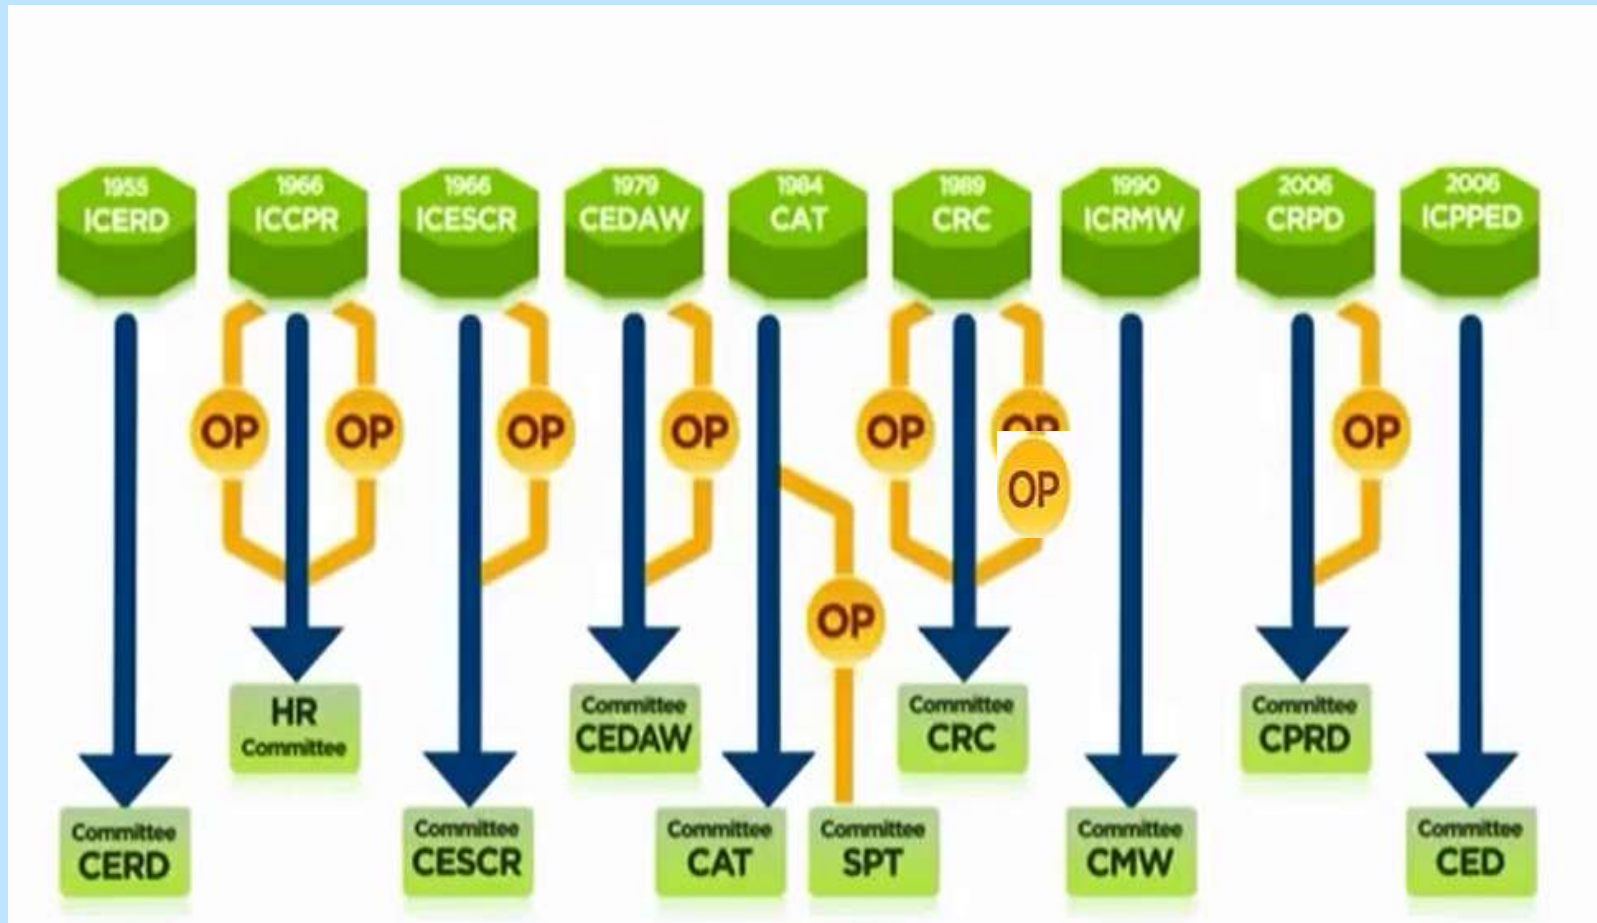 1955
ICERD
1966
ICCPR
1966
ICESCR
1979
CEDAW
1984
CAT
1989
CRC
1990
ICRMW
2006
CRPD
2006
ICPPED
OP
OP
OP
OP
OP
OP
OP
OP
OP
HR
Committee
Committee
CEDAW
Committee
CRC
Committee
CPRD
Committee
CERD
Committee
CESCR
Committee
CAT
Committee
SPT
Committee
CMW
Committee
CED